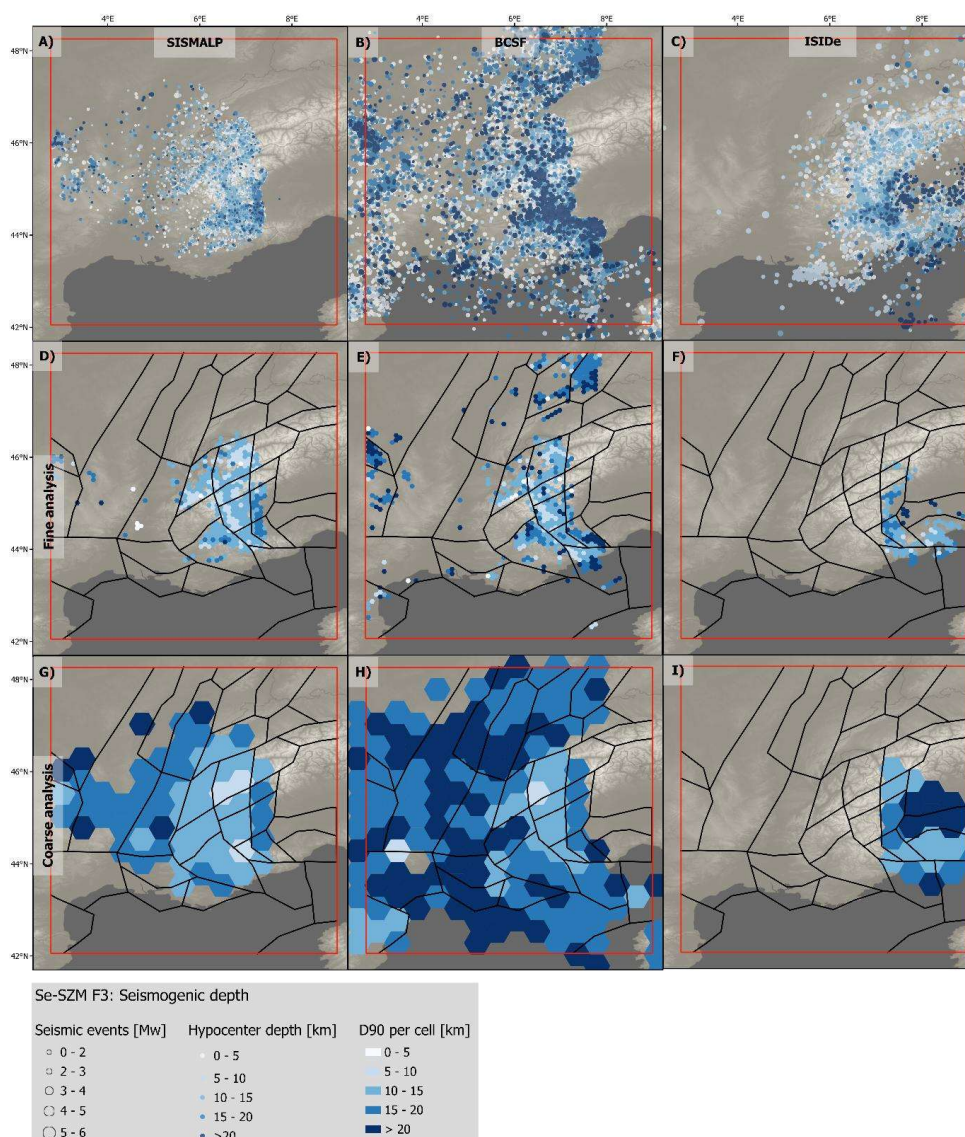 4°E 6°E 8°E 4°E 6°E 8°E 4°E 6°E 8°E
A) SISMALP B) BCSF C) ISIDe
48°N
46°N
44°N
42°N
D) E) F)
48°N
46°N
Fine analysis
44°N
42°N
G) H) I)
48°N
46°N
Coarse analysis
44°N
42°N
Se-SZM F3: Seismogenic depth
Seismic events [Mw] Hypocenter depth [km] D90 per cell [km]
0 - 2 0 - 5 0 - 5
2 - 3 5 - 10 5 - 10
3 - 4 10 - 15 10 - 15
4 - 5 15 - 20 15 - 20
5 - 6 >20 > 20